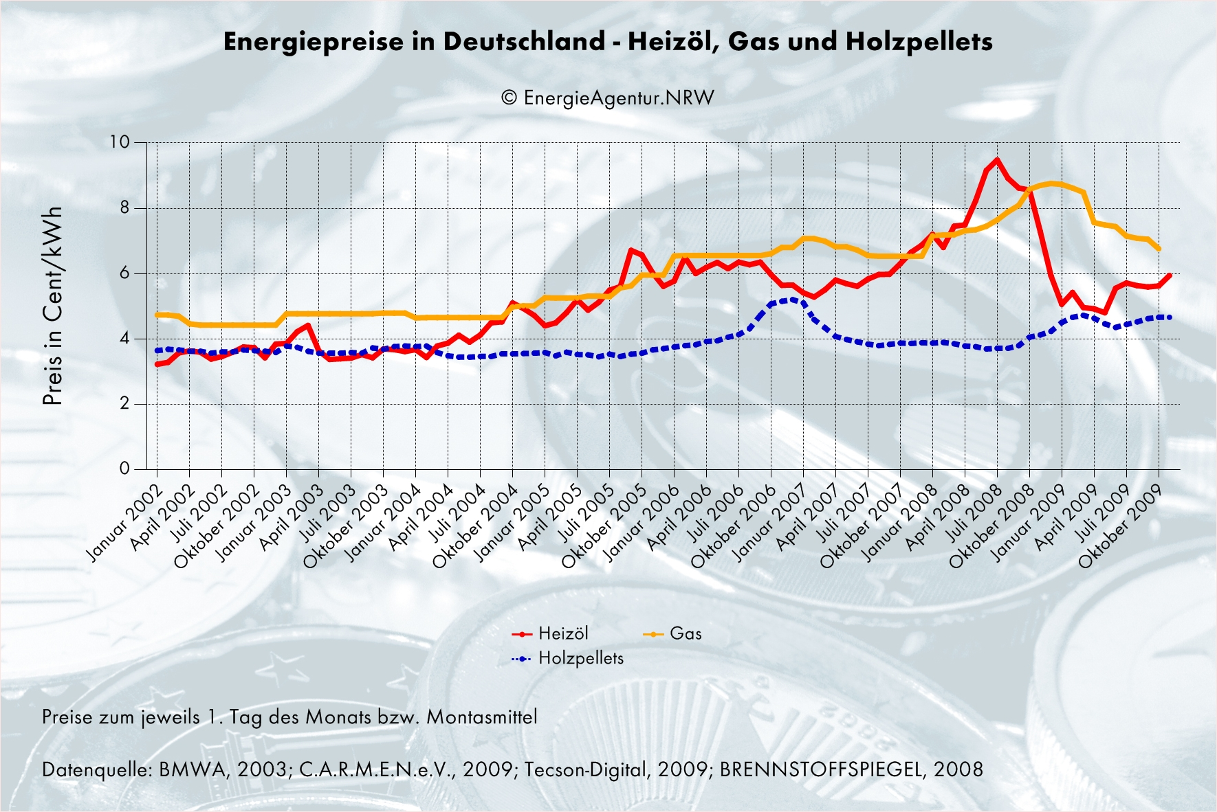 Energiepreise in Deutschland - Heizöl, Gas und Holzpellets
© EnergieAgentur.NRW
Preis in Cent/kWh
10
8
6
4
2
0
Januar 2002
April 2002
Juli 2002
Oktober 2002
Januar 2003
April 2003
Juli 2003
Oktober 2003
Januar 2004
April 2004
Juli 2004
Oktober 2004
Januar 2005
April 2005
Juli 2005
Oktober 2005
Januar 2006
April 2006
Juli 2006
Oktober 2006
Januar 2007
April 2007
Juli 2007
Oktober 2007
Januar 2008
April 2008
Juli 2008
Oktober 2008
Januar 2009
April 2009
Juli 2009
Oktober 2009
Heizöl Gas
Holzpellets
Preise zum jeweils 1. Tag des Monats bzw. Montasmittel
Datenquelle: BMWA, 2003; C.A.R.M.E.N.e.V., 2009; Tecson-Digital, 2009; BRENNSTOFFSPIEGEL, 2008